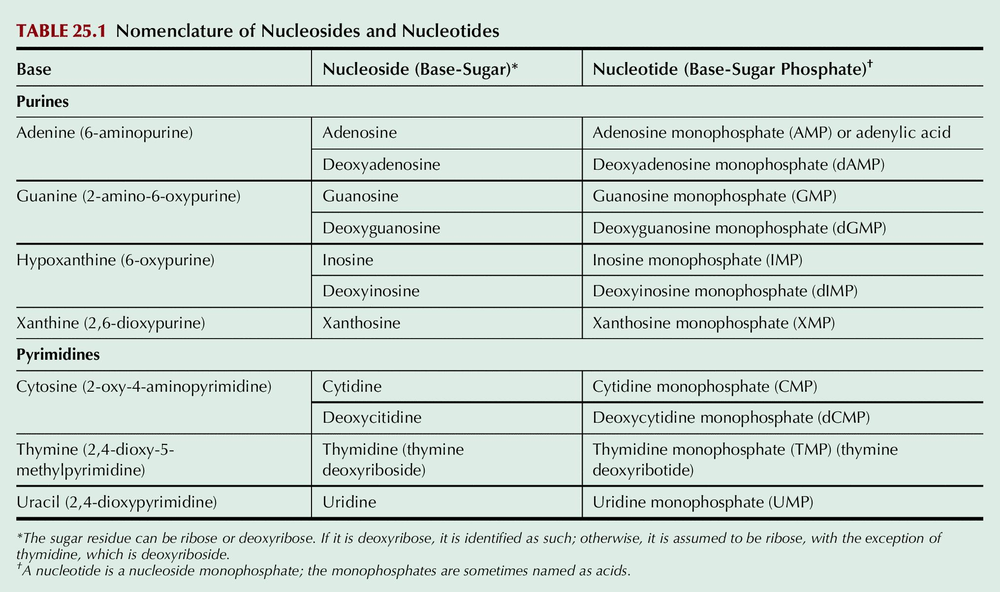 TABLE 25.1 Nomenclature of Nucleosides and Nucleotides
Base Nucleoside (Base-Sugar)* Nucleotide (Base-Sugar Phosphate)†
Purines
Adenine (6-aminopurine) Adenosine Adenosine monophosphate (AMP) or adenylic acid
Deoxyadenosine Deoxyadenosine monophosphate (dAMP)
Guanine (2-amino-6-oxypurine) Guanosine Guanosine monophosphate (GMP)
Deoxyguanosine Deoxyguanosine monophosphate (dGMP)
Hypoxanthine (6-oxypurine) Inosine Inosine monophosphate (IMP)
Deoxyinosine Deoxyinosine monophosphate (dIMP)
Xanthine (2,6-dioxypurine) Xanthosine Xanthosine monophosphate (XMP)
Pyrimidines
Cytosine (2-oxy-4-aminopyrimidine) Cytidine Cytidine monophosphate (CMP)
Deoxycitidine Deoxycytidine monophosphate (dCMP)
Thymine (2,4-dioxy-5- Thymidine (thymine Thymidine monophosphate (TMP) (thymine
methylpyrimidine) deoxyriboside) deoxyribotide)
Uracil (2,4-dioxypyrimidine) Uridine Uridine monophosphate (UMP)
*The sugar residue can be ribose or deoxyribose. If it is deoxyribose, it is identified as such; otherwise, it is assumed to be ribose, with the exception of
thymidine, which is deoxyriboside.
†A nucleotide is a nucleoside monophosphate; the monophosphates are sometimes named as acids.